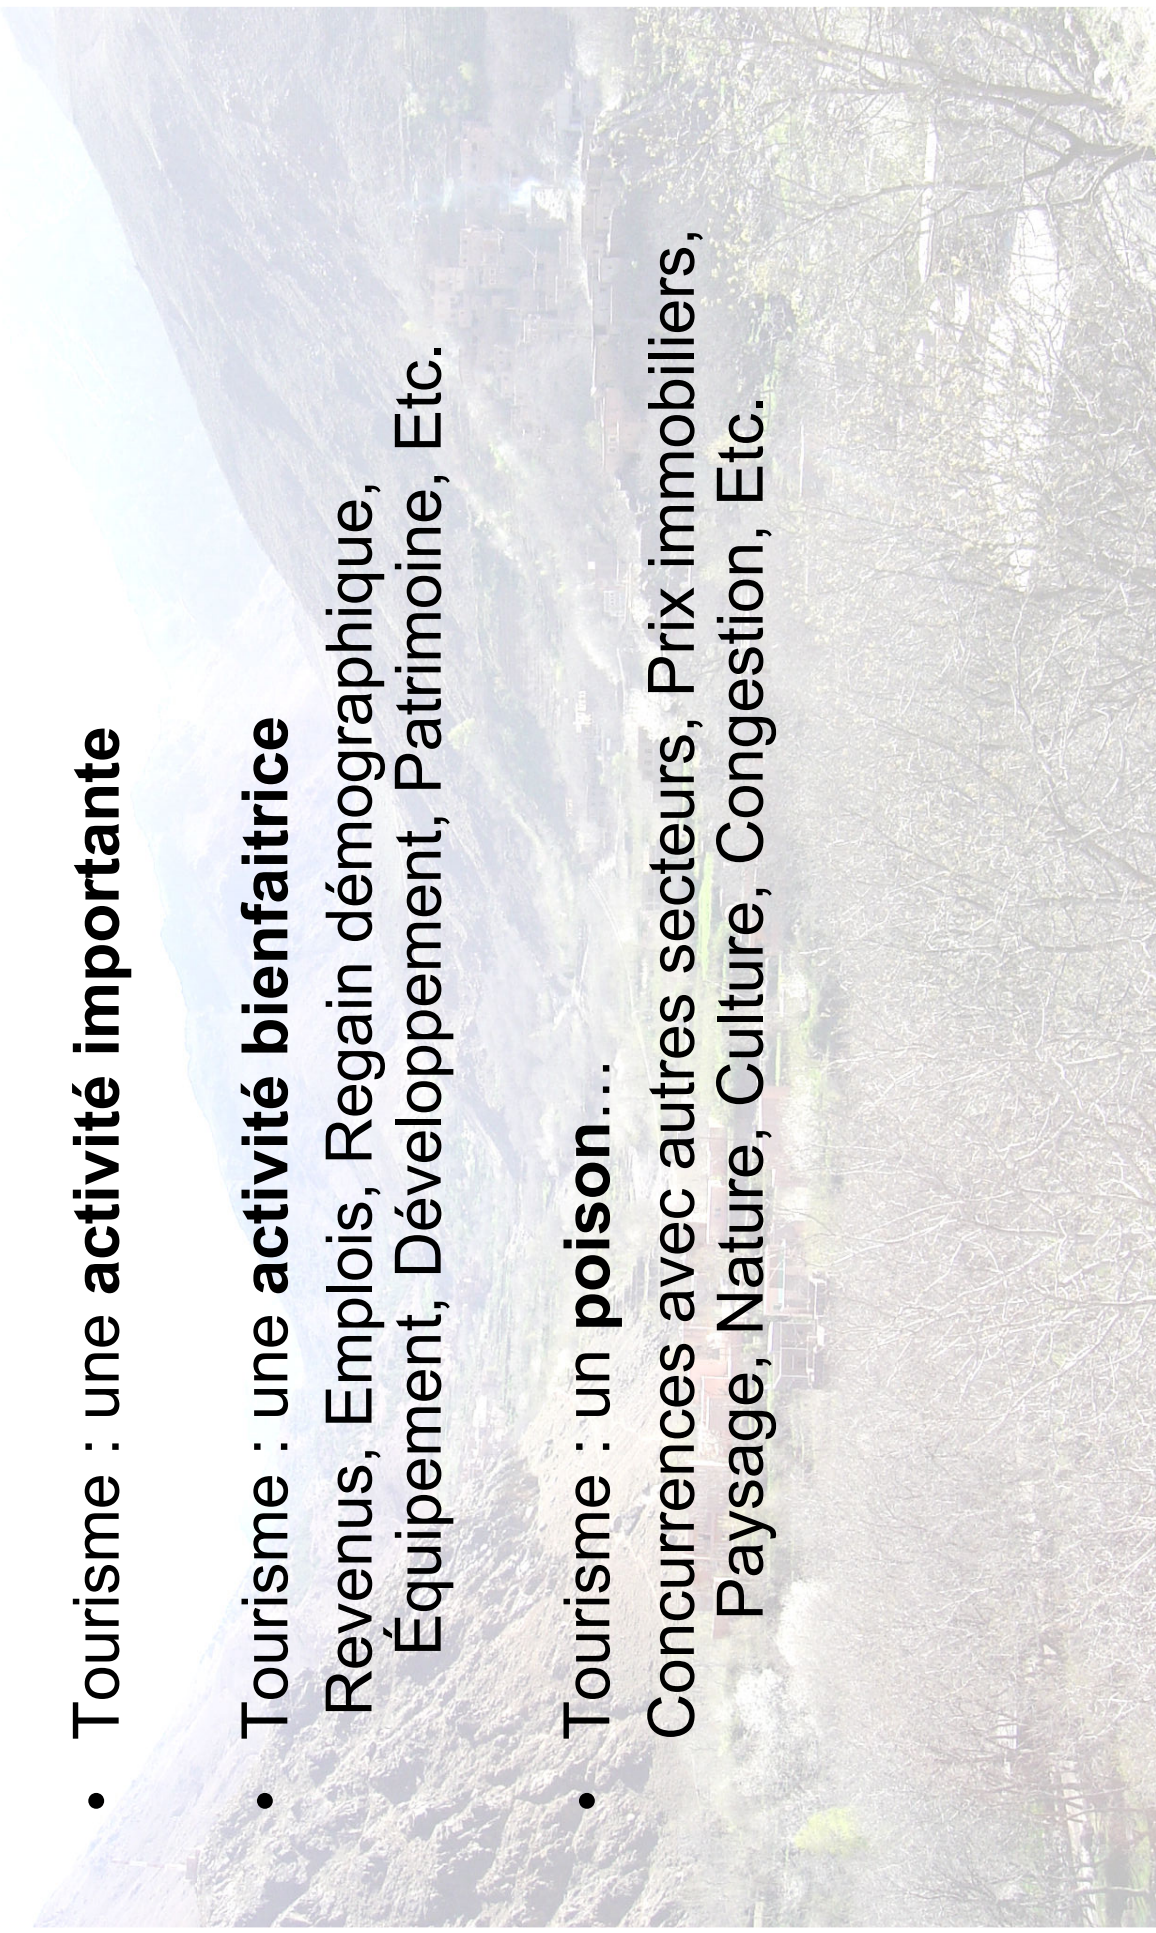 • Tourisme : une activité importante
• Tourisme : une activité bienfaitrice
Revenus, Emplois, Regain démographique,
Équipement, Développement, Patrimoine, Etc.
• Tourisme : un poison…
Concurrences avec autres secteurs, Prix immobiliers,
Paysage, Nature, Culture, Congestion, Etc.